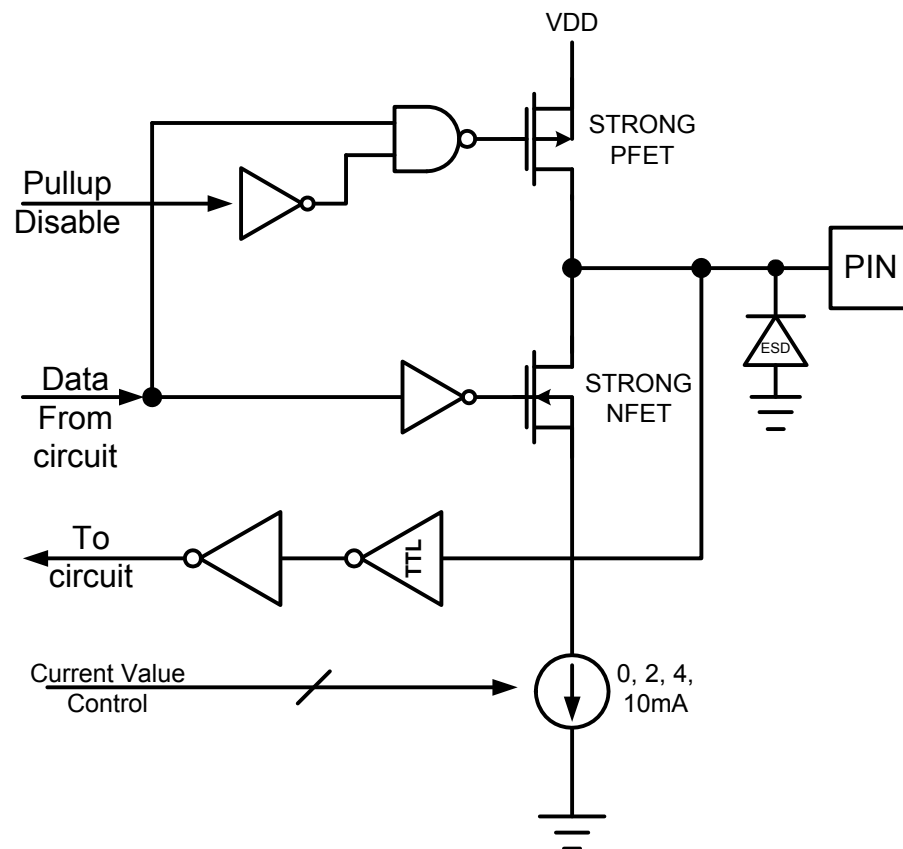 VDD
STRONG
PFET
Pullup
Disable
PIN
ESD
Data
From
circuit
STRONG
NFET
To
circuit
TTL
Current Value
Control
0, 2, 4,
10mA